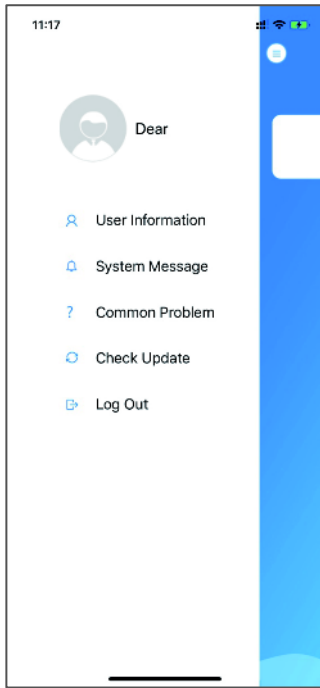 11:17
Dear
User Information
System Message
? Common Problem
Check Update
Log Out